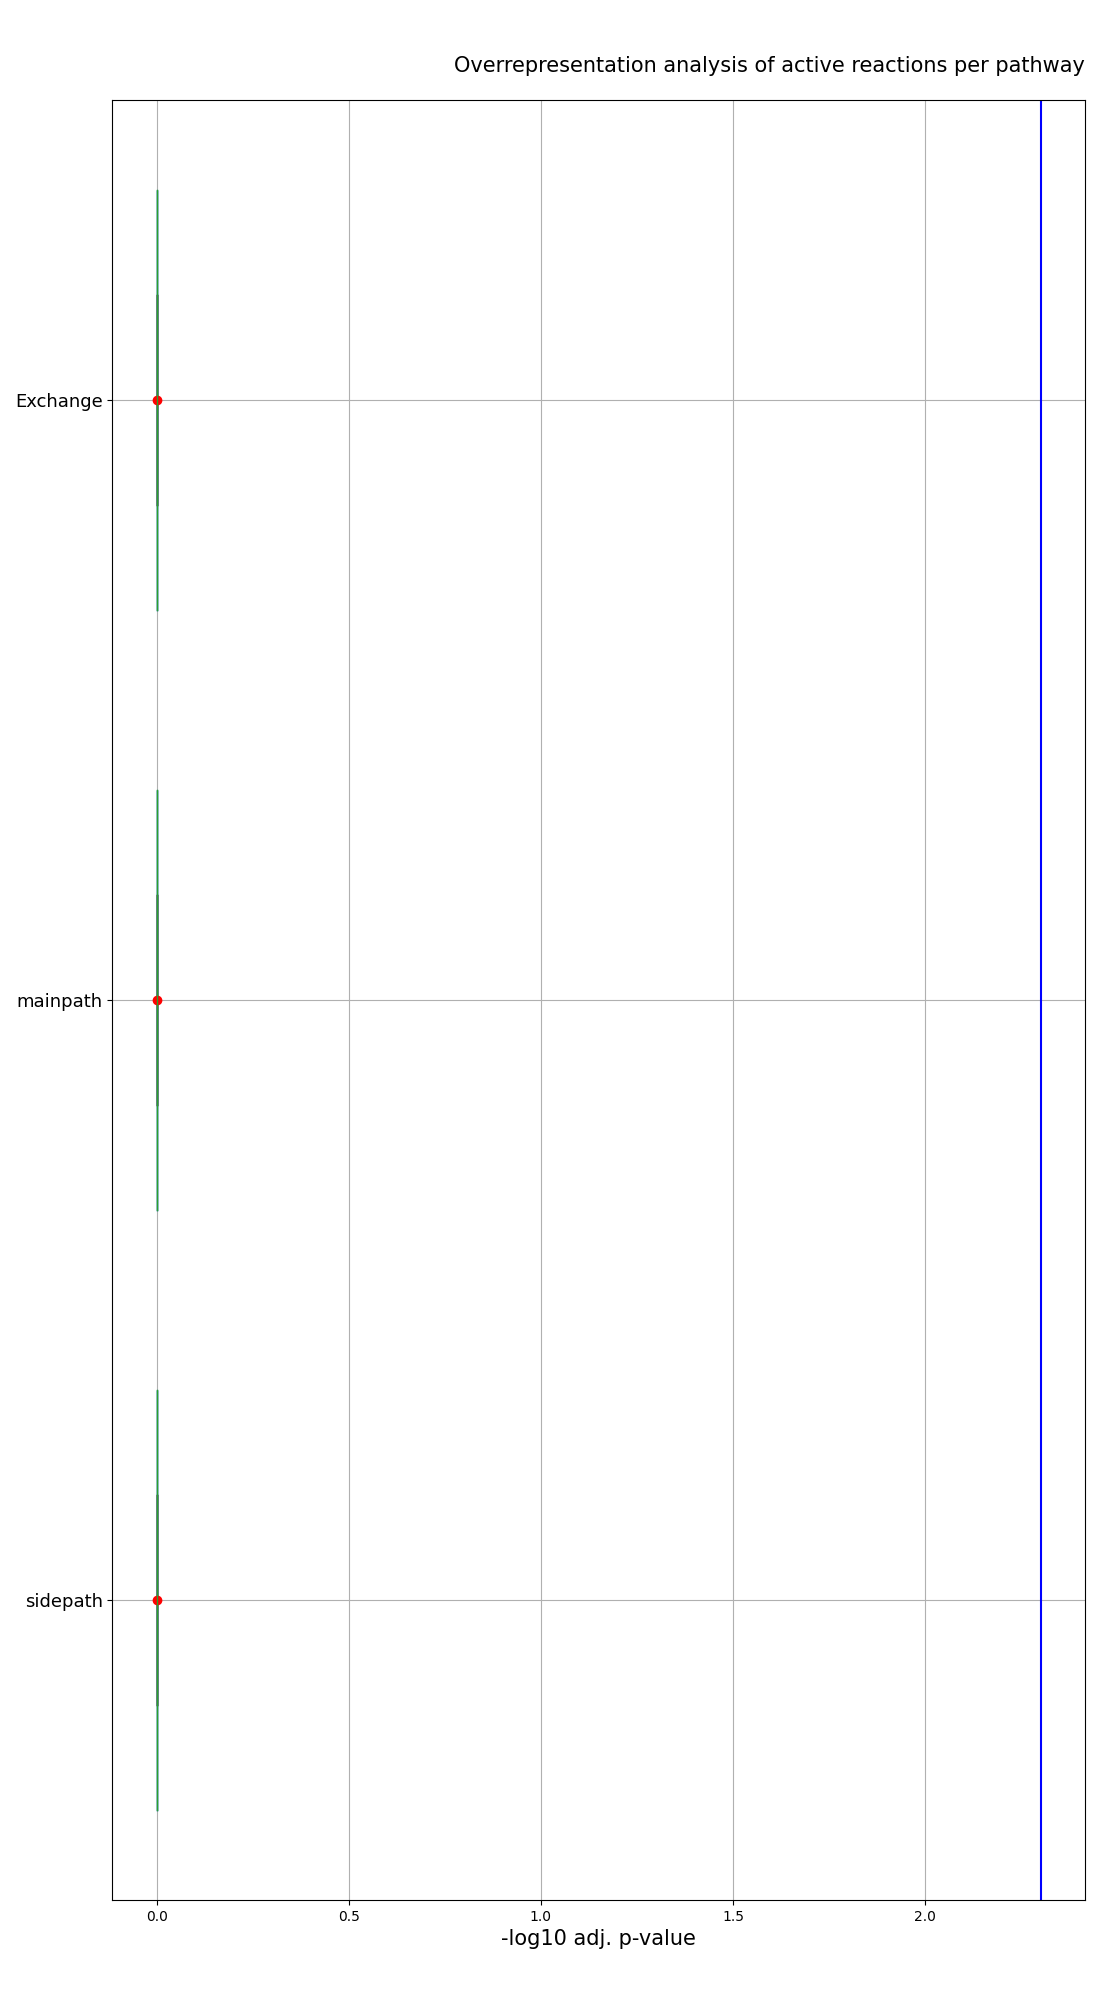 Overrepresentation analysis of active reactions per pathway
Exchange
mainpath
sidepath
0.0 0.5 1.0 1.5 2.0
-log10 adj. p-value